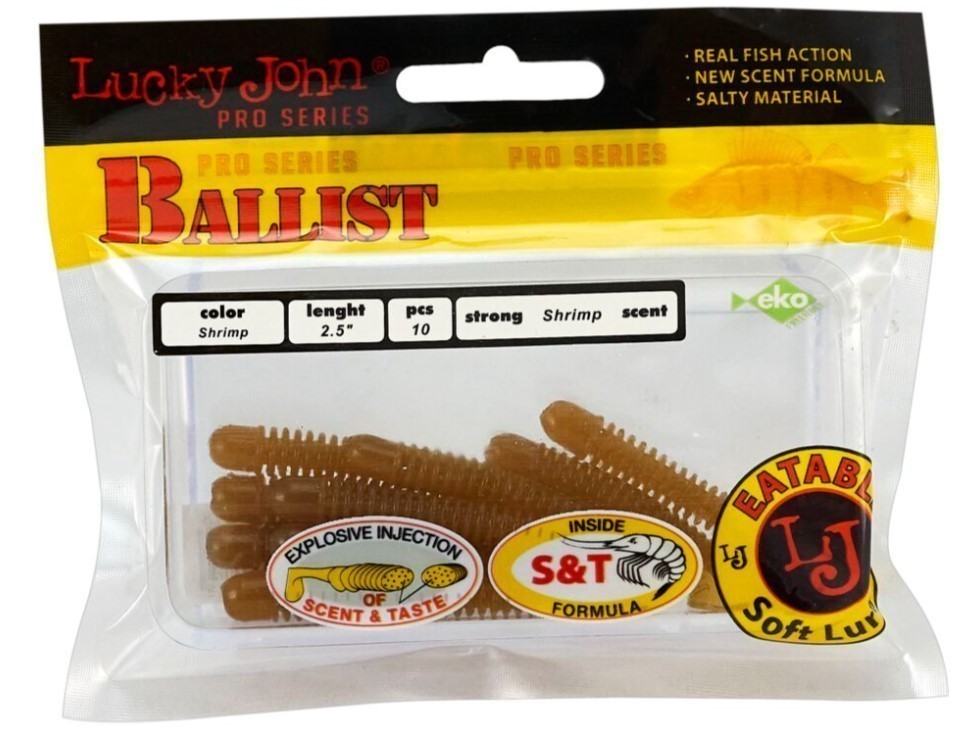 Lucky John®
PRO SERIES
· REAL FISH ACTION
· NEW SCENT FORMULA
· SALTY MATERIAL
PRO SERIES
PRO SERIES
BALLIST
color
Shrimp
lenght
2.5"
pcs
10
strong Shrimp scent
eko
EXPLOSIVE INJECTION
OF
SCENT & TASTE
INSIDE
S&T
FORMULA
EATABL
LJ
LJ
Soft Lur